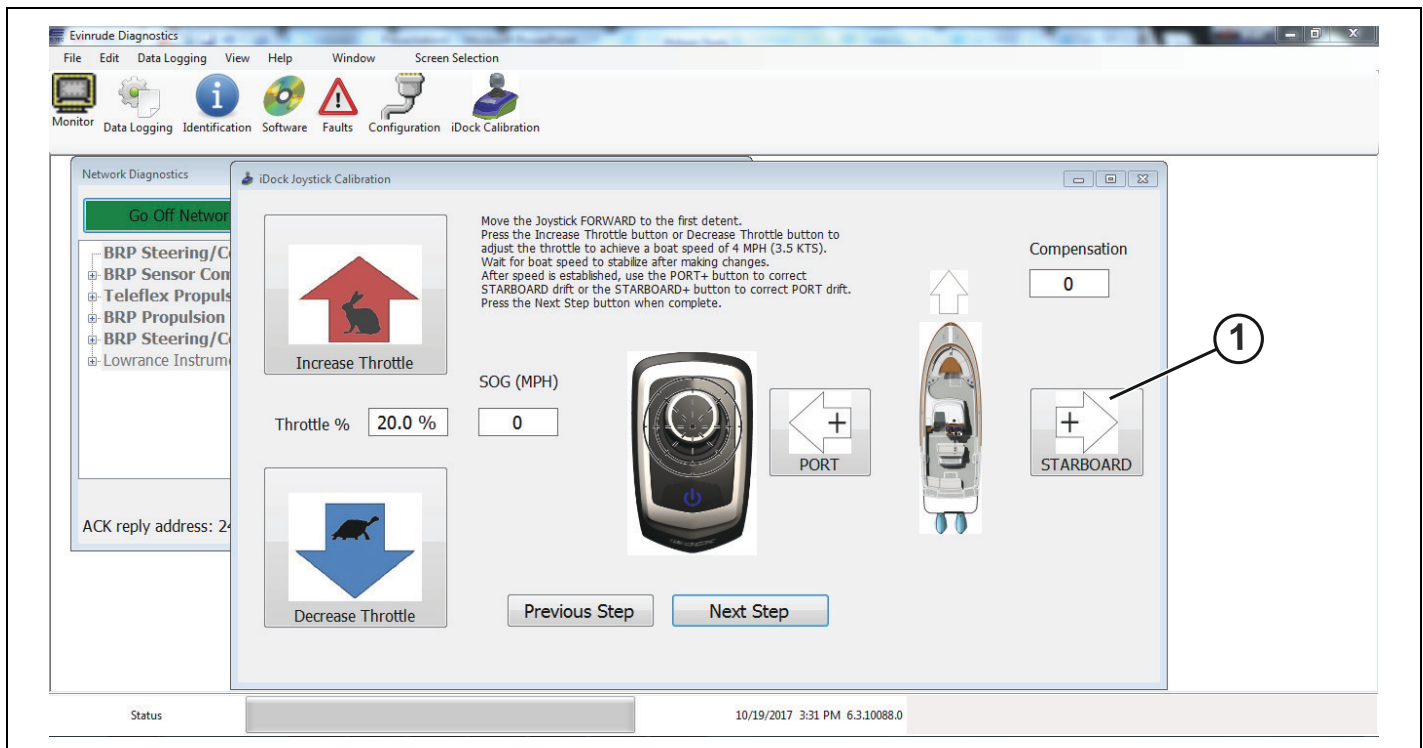 Evinrude Diagnostics
File Edit Data Logging View Help Window Screen Selection
Monitor Data Logging Identification Software Faults Configuration iDock Calibration
Network Diagnostics
Go Off Networ
BRP Steering/C
BRP Sensor Con
Teleflex Propuls
BRP Propulsion
BRP Steering/C
Lowrance Instrume
ACK reply address: 24
iDock Joystick Calibration
Increase Throttle
Throttle % 20.0 %
Decrease Throttle
Move the Joystick FORWARD to the first detent.
Press the Increase Throttle button or Decrease Throttle button to
adjust the throttle to achieve a boat speed of 4 MPH (3.5 KTS).
Wait for boat speed to stabilize after making changes.
After speed is established, use the PORT+ button to correct
STARBOARD drift or the STARBOARD+ button to correct PORT drift.
Press the Next Step button when complete.
SOG (MPH)
0
+
PORT
Compensation
0
+
STARBOARD
1
Previous Step Next Step
Status 10/19/2017 3:31 PM 6.3.10088.0